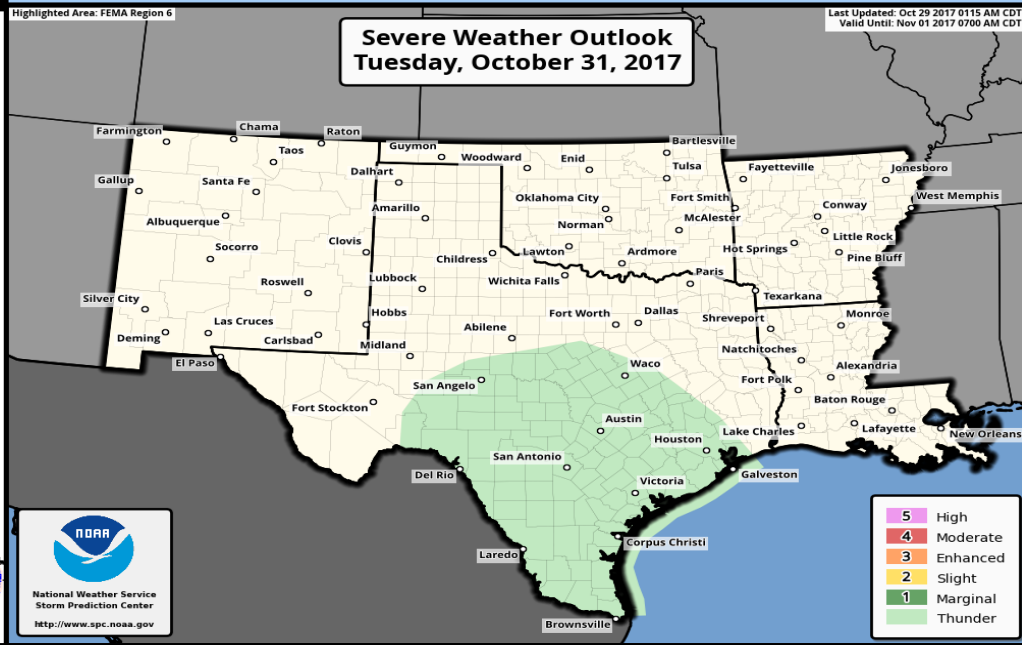 Highlighted Area: FEMA Region 6
Last Updated: Oct 29 2017 0115 AM CDT
Valid Until: Nov 01 2017 0700 AM CDT
Severe Weather Outlook
Tuesday, October 31, 2017
Farmington
Chama
Raton
Taos
Guymon
Woodward
Enid
Bartlesville
Tulsa
Fayetteville
Jonesboro
Gallup
Santa Fe
Dalhart
Oklahoma City
Fort Smith
West Memphis
Albuquerque
Amarillo
Norman
McAlester
Conway
Socorro
Clovis
Childress
Lawton
Ardmore
Hot Springs
Little Rock
Pine Bluff
Roswell
Lubbock
Wichita Falls
Paris
Texarkana
Silver City
Las Cruces
Hobbs
Fort Worth
Dallas
Shreveport
Monroe
Deming
Carlsbad
Midland
Abilene
Natchitoches
El Paso
San Angelo
Waco
Fort Polk
Alexandria
Fort Stockton
Austin
Baton Rouge
Houston
Lake Charles
Lafayette
New Orleans
Del Rio
San Antonio
Victoria
Galveston
Laredo
Corpus Christi
Brownsville
NOAA
National Weather Service
Storm Prediction Center
http://www.spc.noaa.gov
5 High
4 Moderate
3 Enhanced
2 Slight
1 Marginal
Thunder